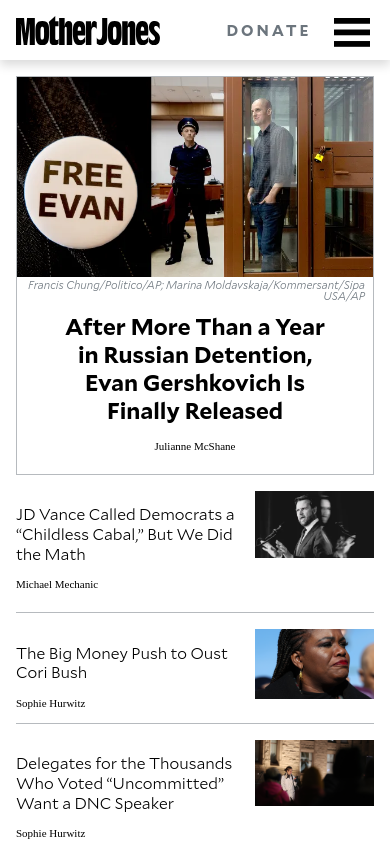 Mother Jones
DONATE
FREE
EVAN
Francis Chung/Politico/AP; Marina Moldavskaja/Kommersant/Sipa
USA/AP
After More Than a Year
in Russian Detention,
Evan Gershkovich Is
Finally Released
Julianne McShane
JD Vance Called Democrats a
“Childless Cabal,” But We Did
the Math
Michael Mechanic
The Big Money Push to Oust
Cori Bush
Sophie Hurwitz
Delegates for the Thousands
Who Voted “Uncommitted”
Want a DNC Speaker
Sophie Hurwitz